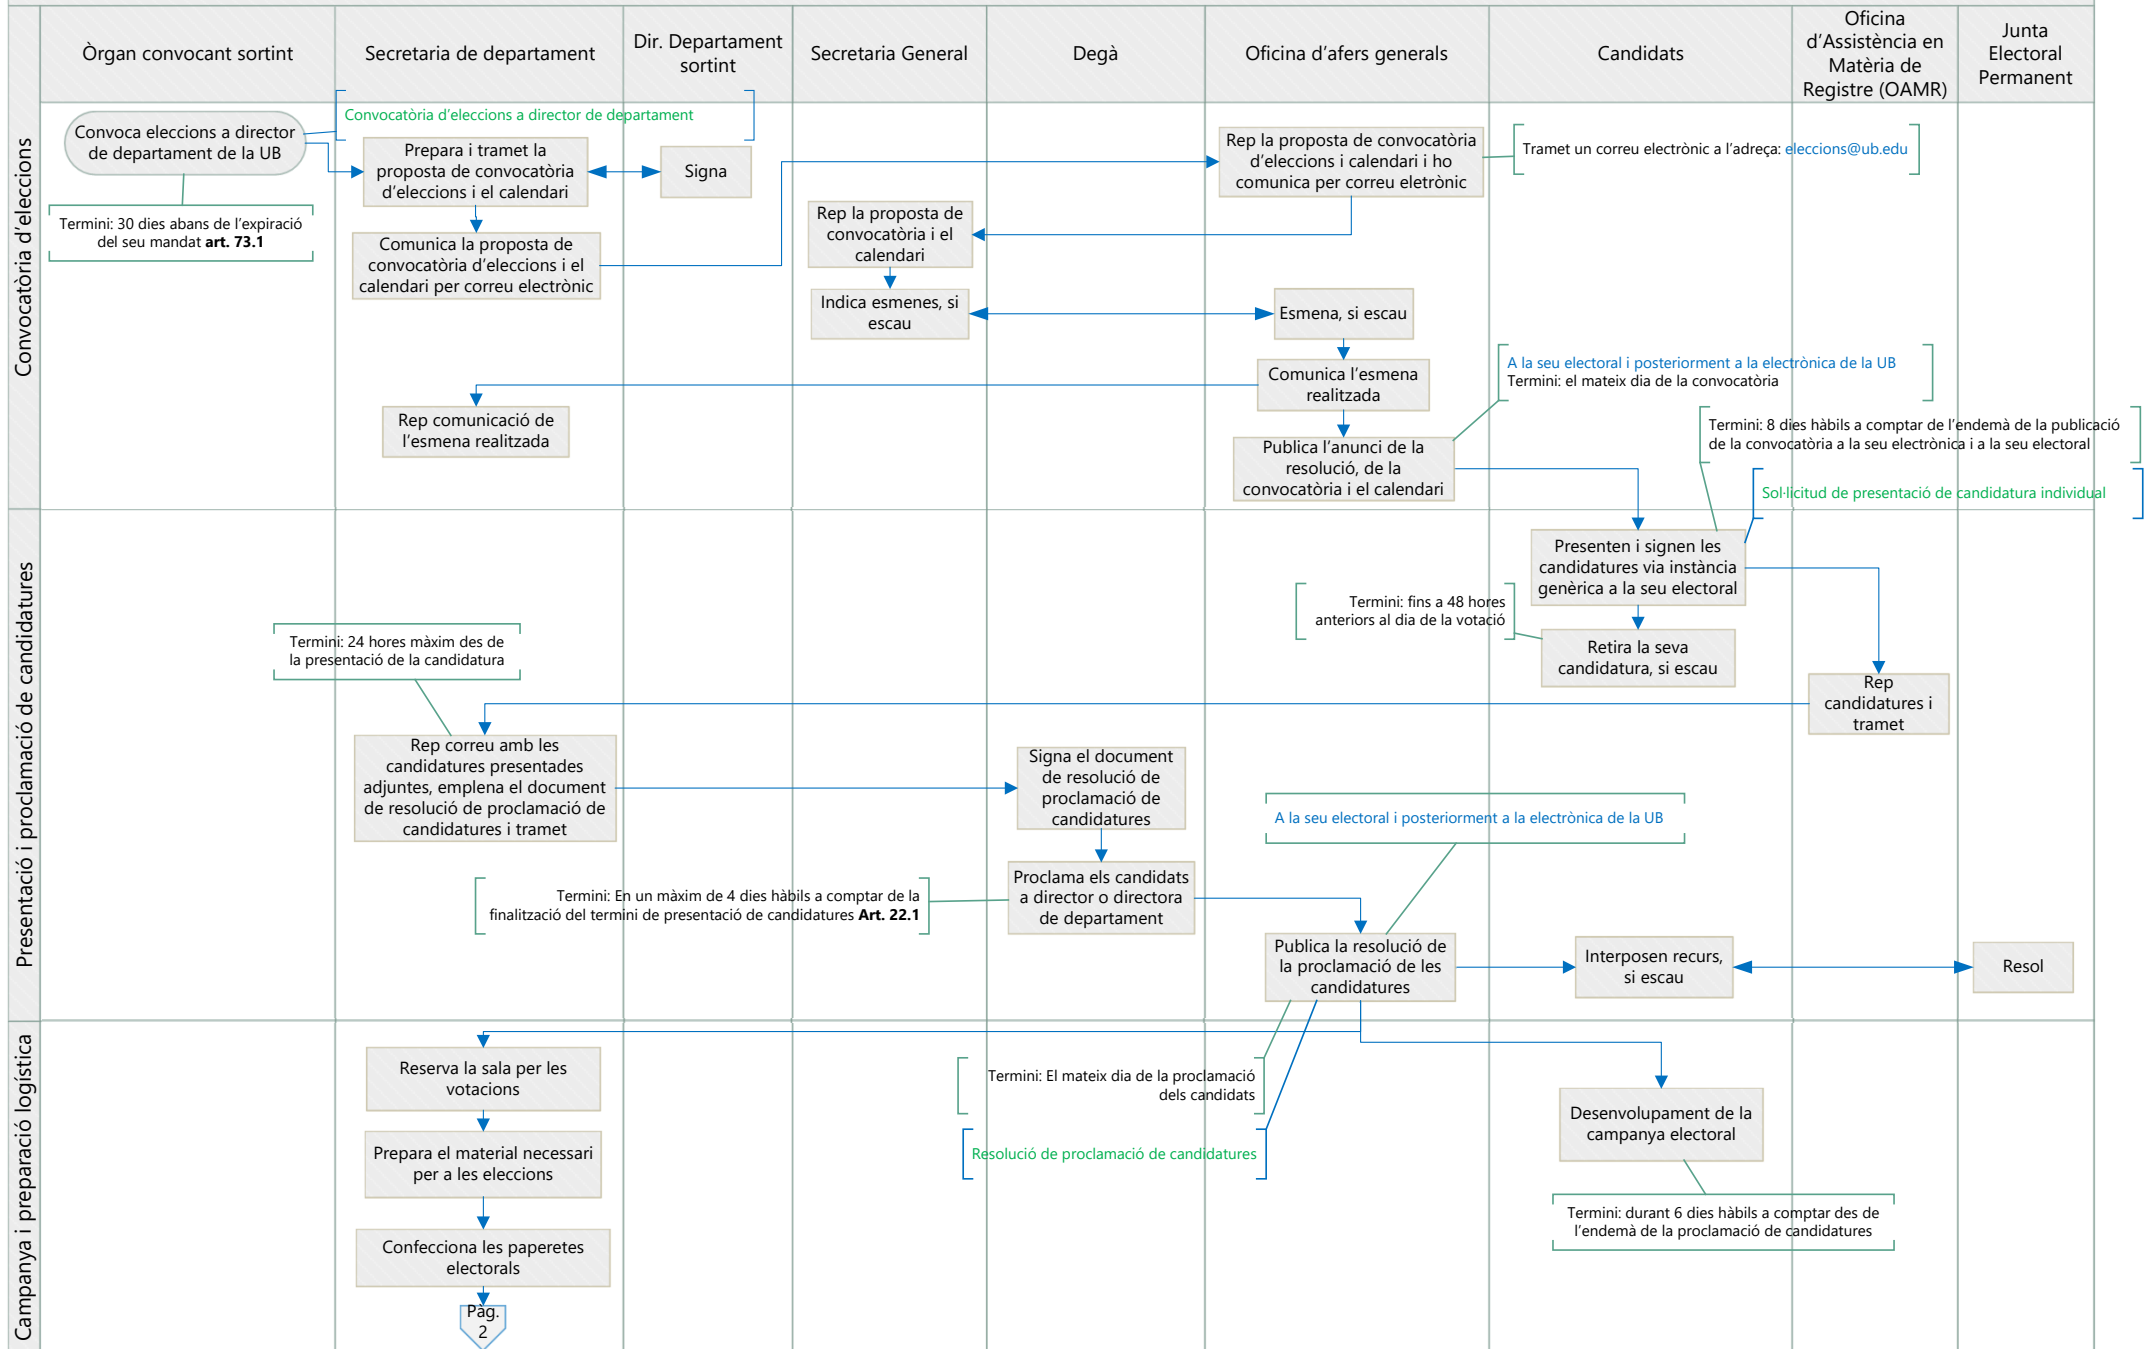 Òrgan convocant sortint
Secretaria de departament
Dir. Departament
sortint
Secretaria General
Degà
Oficina d'afers generals
Candidats
Oficina
d'Assistència en
Matèria de
Registre (OAMR)
Junta
Electoral
Permanent
Convocatòria d'eleccions
Convoca eleccions a director
de departament de la UB
Convocatòria d'eleccions a director de departament
Prepara i tramet la
proposta de convocatòria
d'eleccions i el calendari
Signa
Rep la proposta de convocatòria
d'eleccions i calendari i ho
comunica per correu eletrònic
Tramet un correu electrònic a l'adreça: eleccions@ub.edu
Termini: 30 dies abans de l'expiració
del seu mandat art. 73.1
Comunica la proposta de
convocatòria d'eleccions i el
calendari per correu electrònic
Rep la proposta de
convocatòria i el
calendari
Indica esmenes, si
escau
Esmena, si escau
Comunica l'esmena
realitzada
A la seu electoral i posteriorment a la electrònica de la UB
Termini: el mateix dia de la convocatòria
Rep comunicació de
l'esmena realitzada
Publica l'anunci de la
resolució, de la
convocatòria i el calendari
Termini: 8 dies hàbils a comptar de l'endemà de la publicació
de la convocatòria a la seu electrònica i a la seu electoral
Sol·licitud de presentació de candidatura individual
Presentació i proclamació de candidatures
Presenten i signen les
candidatures via instància
genèrica a la seu electoral
Termini: fins a 48 hores
anteriors al dia de la votació
Retira la seva
candidatura, si escau
Termini: 24 hores màxim des de
la presentació de la candidatura
Rep
candidatures i
tramet
Rep correu amb les
candidatures presentades
adjuntes, emplena el document
de resolució de proclamació de
candidatures i tramet
Signa el document
de resolució de
proclamació de
candidatures
A la seu electoral i posteriorment a la electrònica de la UB
Termini: En un màxim de 4 dies hàbils a comptar de la
finalització del termini de presentació de candidatures Art. 22.1
Proclama els candidats
a director o directora
de departament
Publica la resolució de
la proclamació de les
candidatures
Interposen recurs,
si escau
Resol
Campanya i preparació logística
Reserva la sala per les
votacions
Termini: El mateix dia de la proclamació
dels candidats
Desenvolupament de la
campanya electoral
Prepara el material necessari
per a les eleccions
Resolució de proclamació de candidatures
Termini: durant 6 dies hàbils a comptar des de
l'endemà de la proclamació de candidatures
Confecciona les paperetes
electorals
Pàg.
2